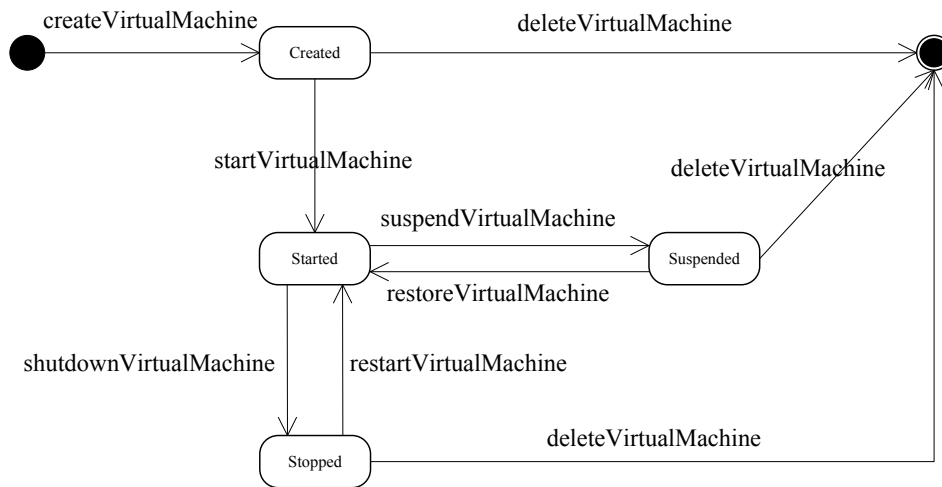 createVirtualMachine
deleteVirtualMachine
Created
startVirtualMachine
deleteVirtualMachine
suspendVirtualMachine
Started
Suspended
restoreVirtualMachine
shutdownVirtualMachine
restartVirtualMachine
deleteVirtualMachine
Stopped